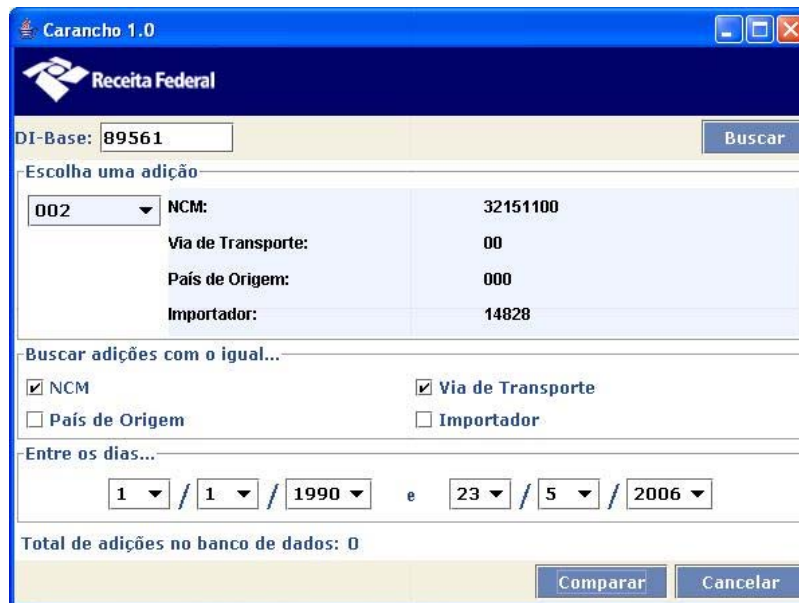 Carancho 1.0
Receita Federal
DI-Base: 89561 Buscar
Escolha uma adição
002 NCM: 32151100
Via de Transporte: 00
País de Origem: 000
Importador: 14828
Buscar adições com o igual...
NCM Via de Transporte
País de Origem Importador
Entre os dias...
1 / 1 / 1990 e 23 / 5 / 2006
Total de adições no banco de dados: 0
Comparar Cancelar